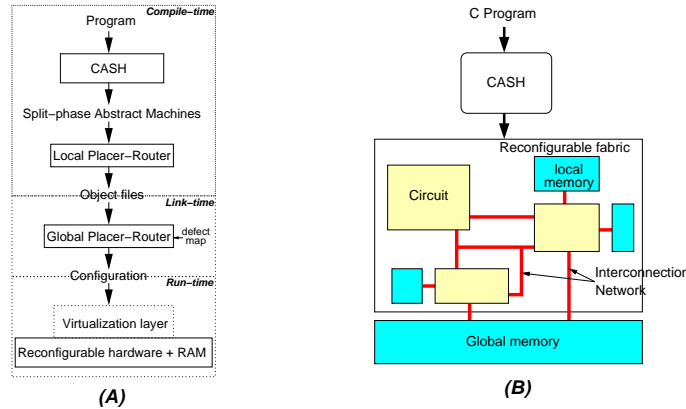 Compile-time
Program
CASH
Split-phase Abstract Machines
Local Placer-Router
Object files
Link-time
Global Placer-Router
defect
map
Configuration
Run-time
Virtualization layer
Reconfigurable hardware + RAM
(A)
C Program
CASH
Reconfigurable fabric
local
memory
Circuit
Interconnection
Network
Global memory
(B)